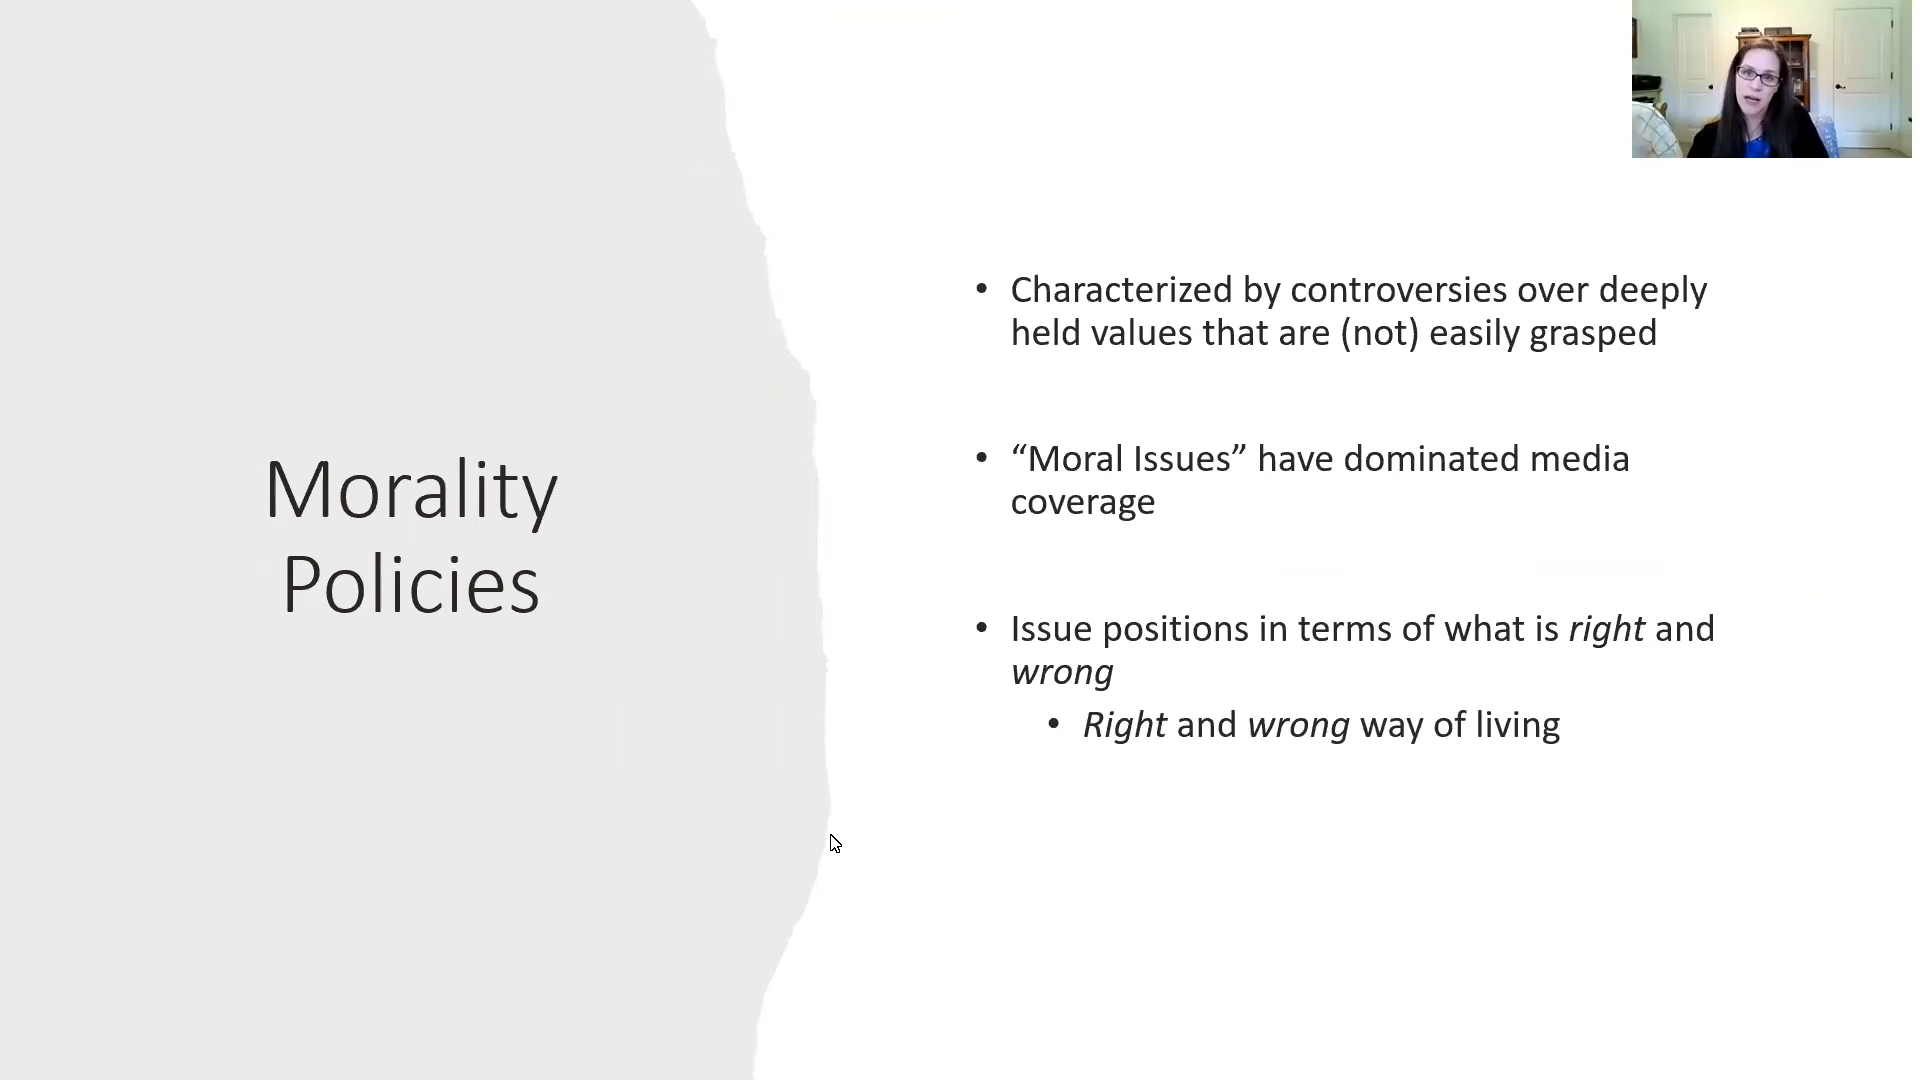 Morality
Policies
• Characterized by controversies over deeply
held values that are (not) easily grasped
• “Moral Issues” have dominated media
coverage
• Issue positions in terms of what is right and
wrong
• Right and wrong way of living